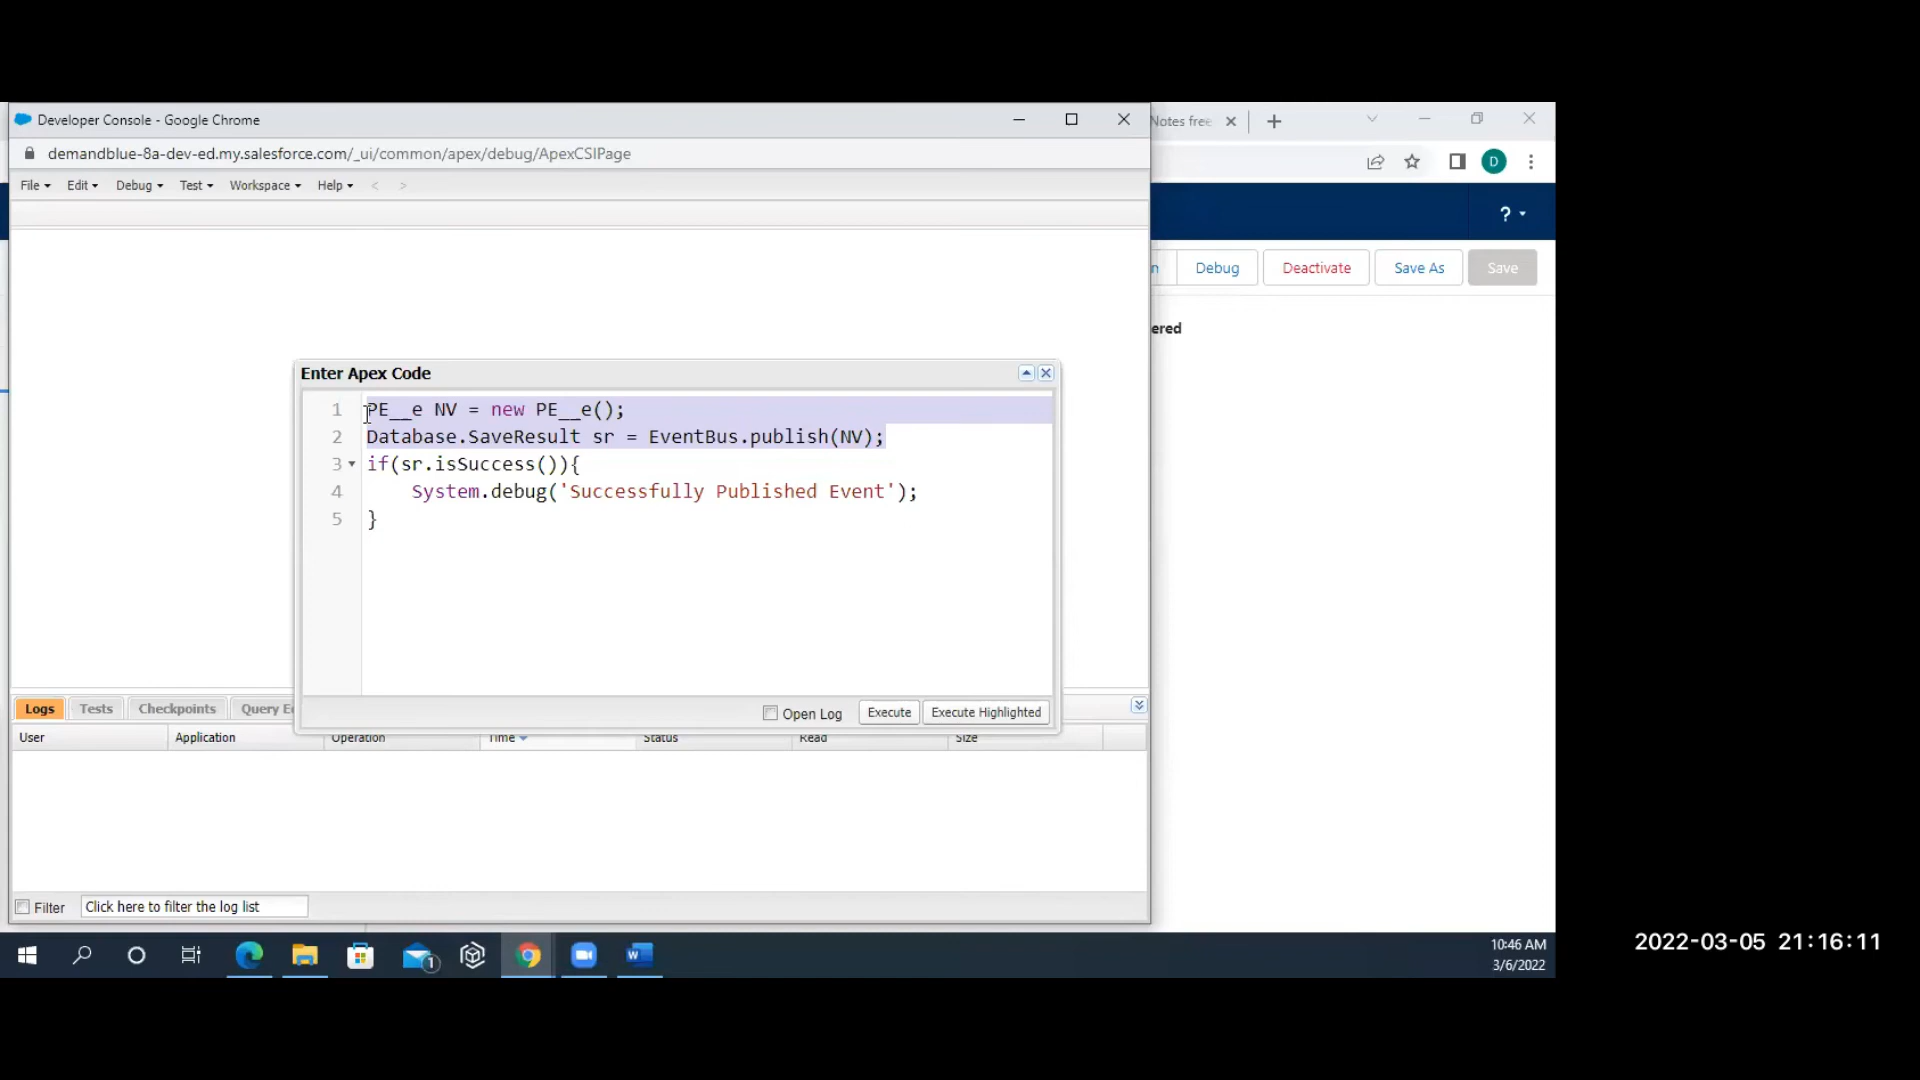 Developer Console - Google Chrome
Notes free
demandblue-8a-dev-ed.my.salesforce.com/_ui/common/apex/debug/ApexCSIPage
D
File Edit Debug Test Workspace Help < >
?
n Debug Deactivate Save As Save
ered
Enter Apex Code
1 PE__e NV = new PE__e();
2 Database.SaveResult sr = EventBus.publish(NV);
3 if(sr.isSuccess()){
4 System.debug('Successfully Published Event');
5 }
Open Log Execute Execute Highlighted
Logs Tests Checkpoints Query E
User Application Operation Time Status Read Size
Filter Click here to filter the log list
1
10:46 AM
3/6/2022
2022-03-05 21:16:11